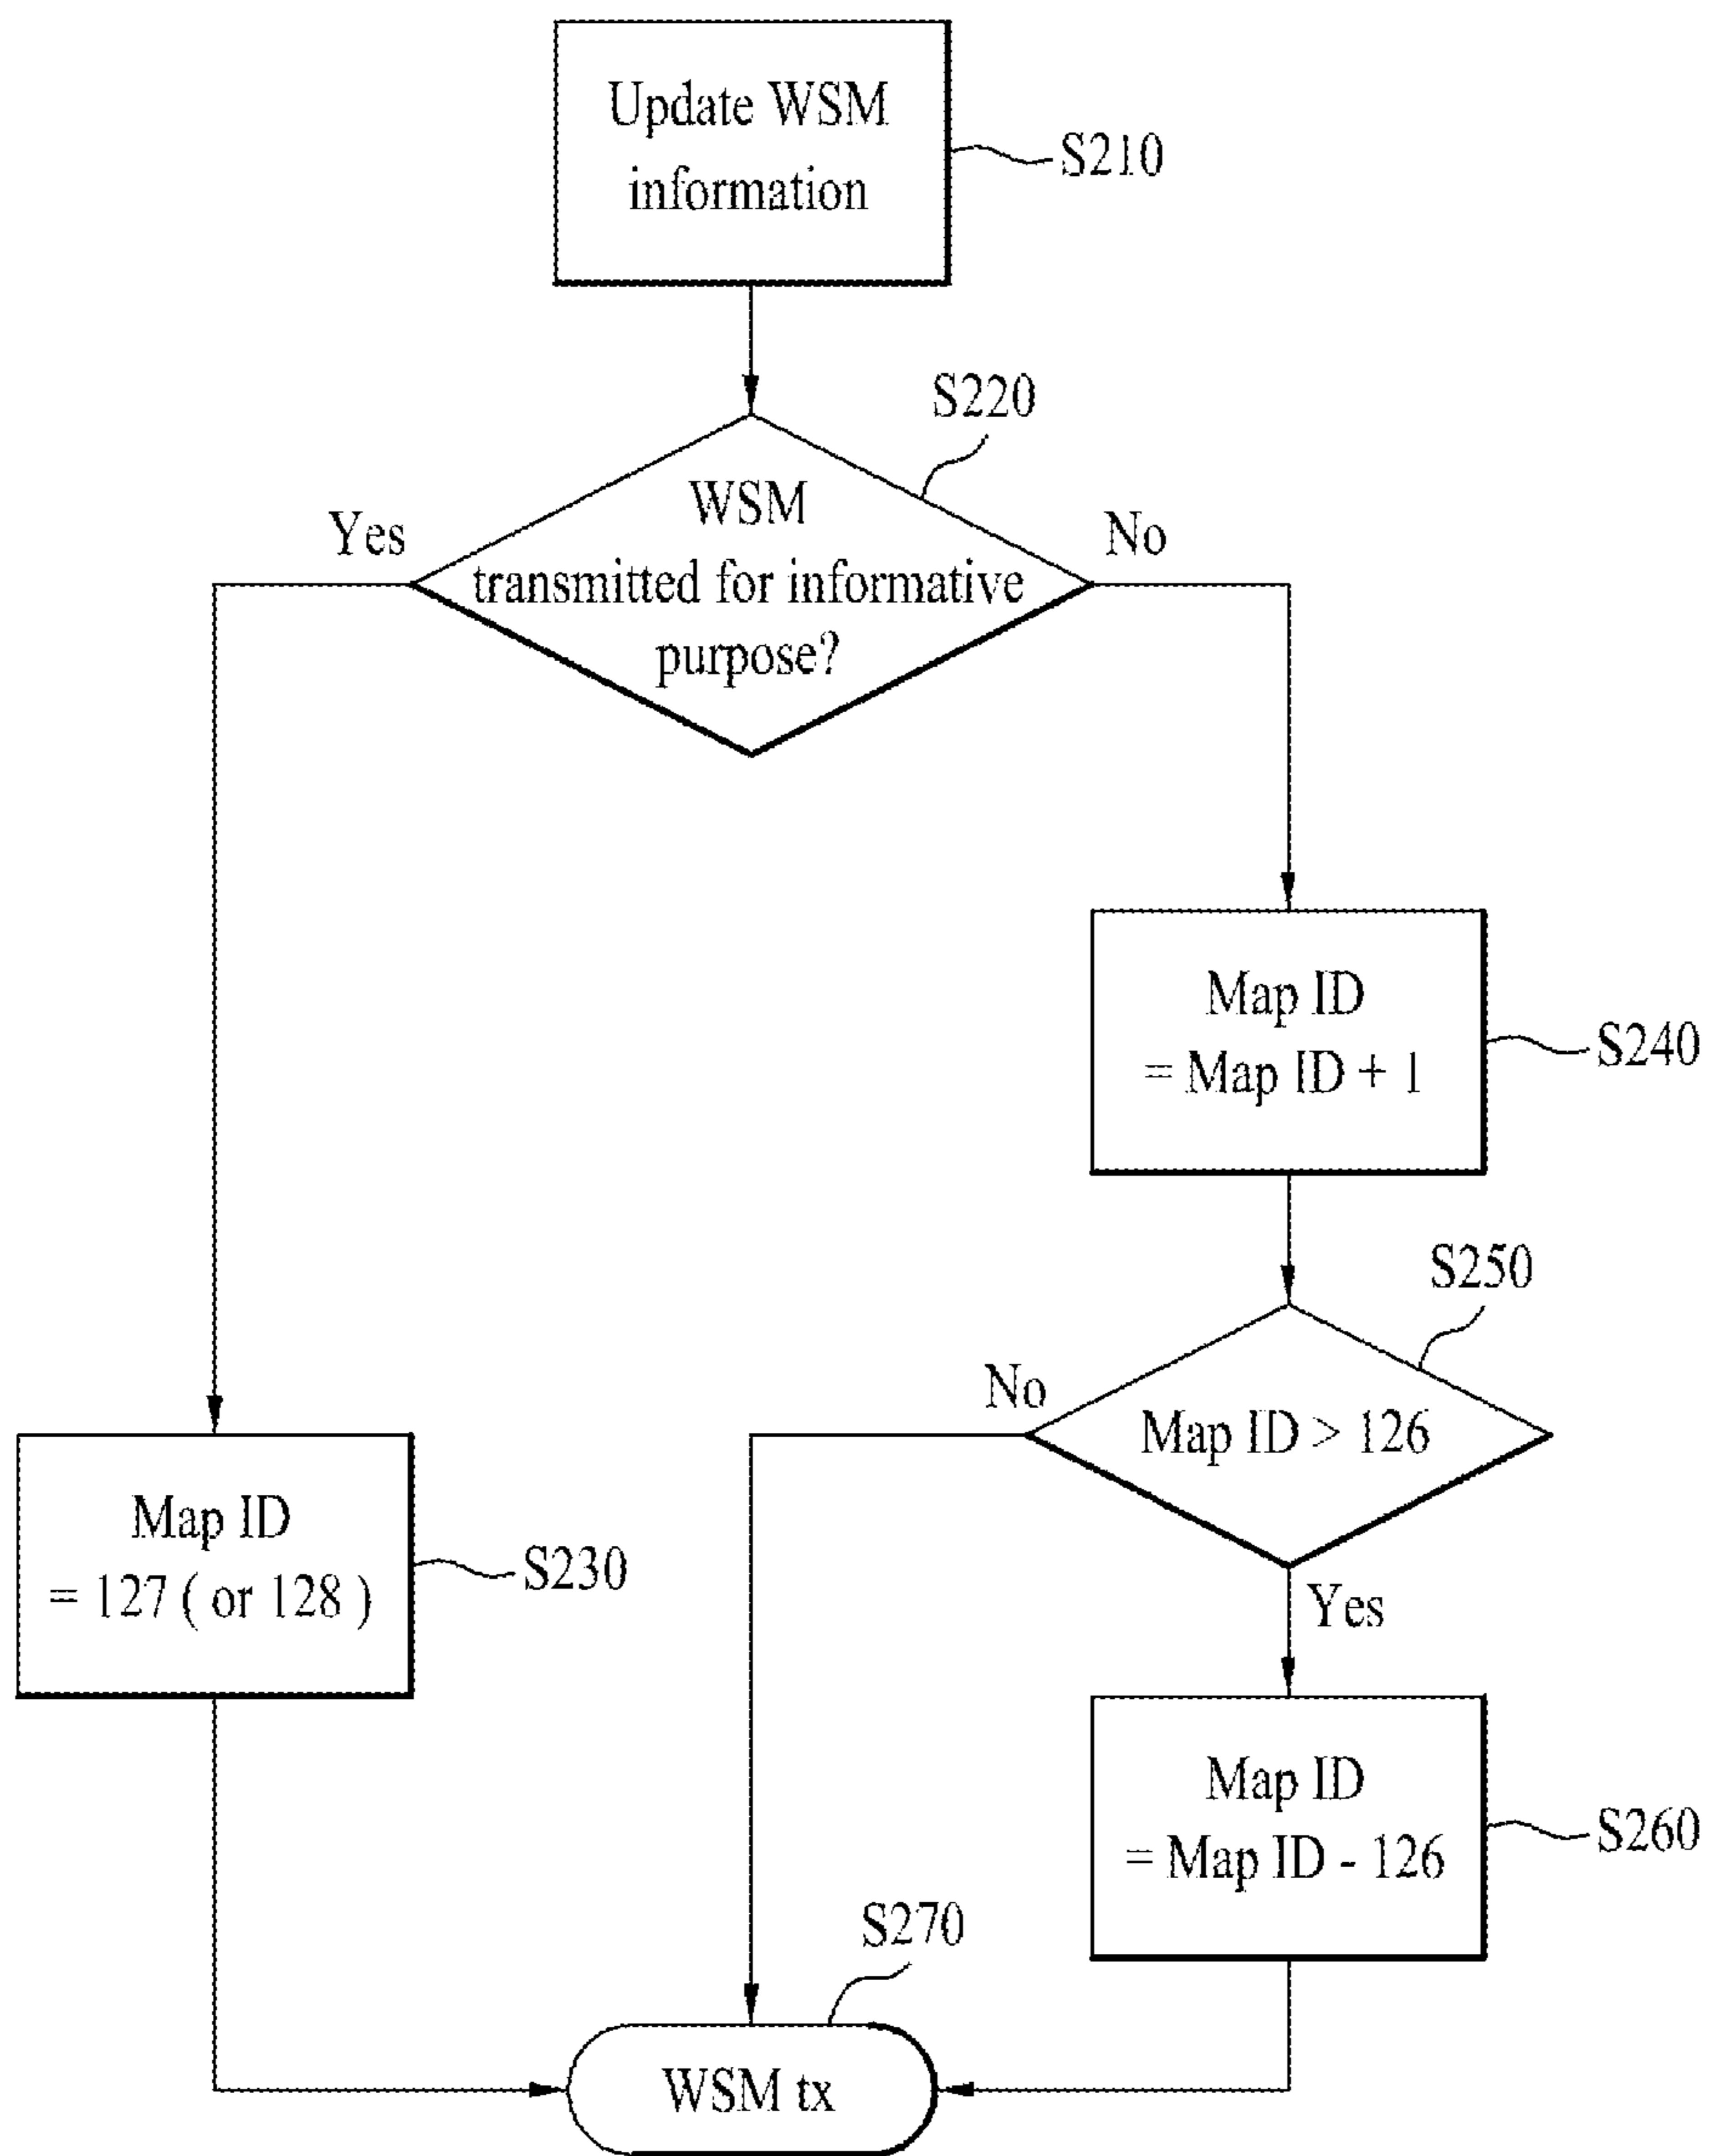 Update WSM
information
S210
S220
WSM
transmitted for informative
purpose?
Yes
No
Map ID
= Map ID + 1
S240
S250
Map ID > 126
No
Yes
Map ID
= 127 ( or 128 )
S230
Map ID
= Map ID - 126
S260
S270
WSM tx